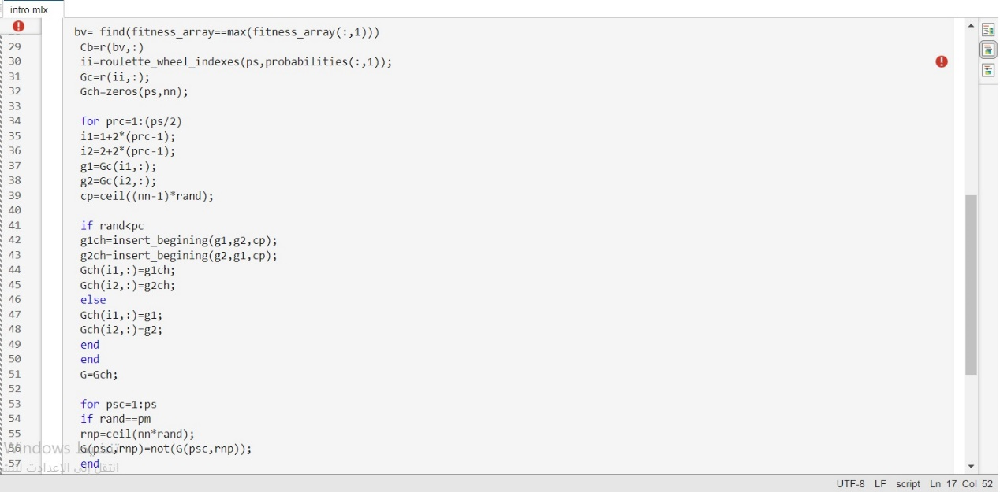 intro.mlx
bv= find(fitness_array==max(fitness_array(:,1)))
29 Cb=r(bv,:)
30 ii=roulette_wheel_indexes(ps,probabilities(:,1));
31 Gc=r(ii,:);
32 Gch=zeros(ps,nn);
33
34 for prc=1:(ps/2)
35 i1=1+2*(prc-1);
36 i2=2+2*(prc-1);
37 g1=Gc(i1,:);
38 g2=Gc(i2,:);
39 cp=ceil((nn-1)*rand);
40
41 if rand<pc
42 g1ch=insert_begining(g1,g2,cp);
43 g2ch=insert_begining(g2,g1,cp);
44 Gch(i1,:)=g1ch;
45 Gch(i2,:)=g2ch;
46 else
47 Gch(i1,:)=g1;
48 Gch(i2,:)=g2;
49 end
50 end
51 G=Gch;
52
53 for psc=1:ps
54 if rand==pm
55 rnp=ceil(nn*rand);
56 G(psc,rnp)=not(G(psc,rnp));
57 end
تنشيط Windows
انتقل إلى الإعدادات
UTF-8 LF script Ln 17 Col 52